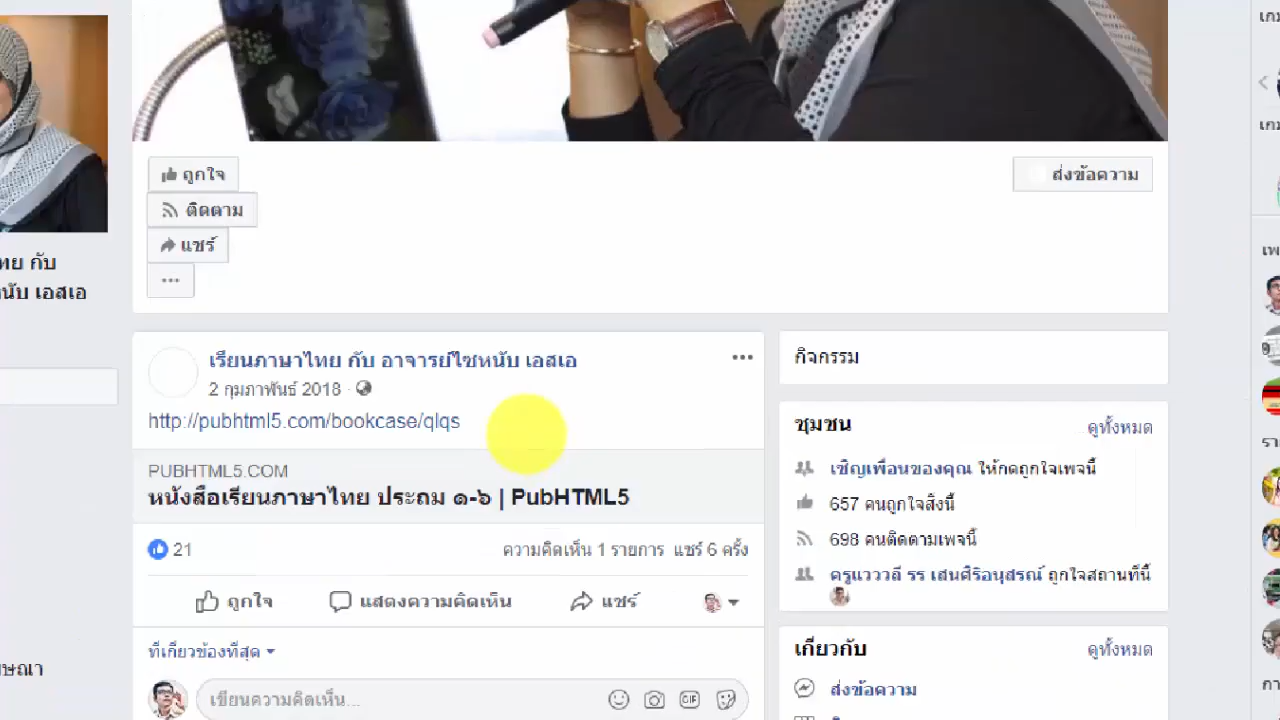 ถูกใจ
ส่งข้อความ
ติดตาม
แชร์
นับ เอสเอ
เรียนภาษาไทย กับ อาจารย์ไซหนับ เอสเอ
2 กุมภาพันธ์ 2018
http://pubhtml5.com/bookcase/qlqs
PUBHTML5.COM
หนังสือเรียนภาษาไทย ประถม ๑-๖ | PubHTML5
21
ความคิดเห็น 1 รายการ แชร์ 6 ครั้ง
ถูกใจ
แสดงความคิดเห็น
แชร์
ที่เกี่ยวข้องที่สุด
เขียนความคิดเห็น...
GIF
กิจกรรม
ชุมชน
ดูทั้งหมด
เชิญเพื่อนของคุณ ให้กดถูกใจเพจนี้
657 คนถูกใจสิ่งนี้
698 คนติดตามเพจนี้
ครูแวววลี รร เสนศิริอนุสรณ์ ถูกใจสถานที่นี้
เกี่ยวกับ
ดูทั้งหมด
ส่งข้อความ